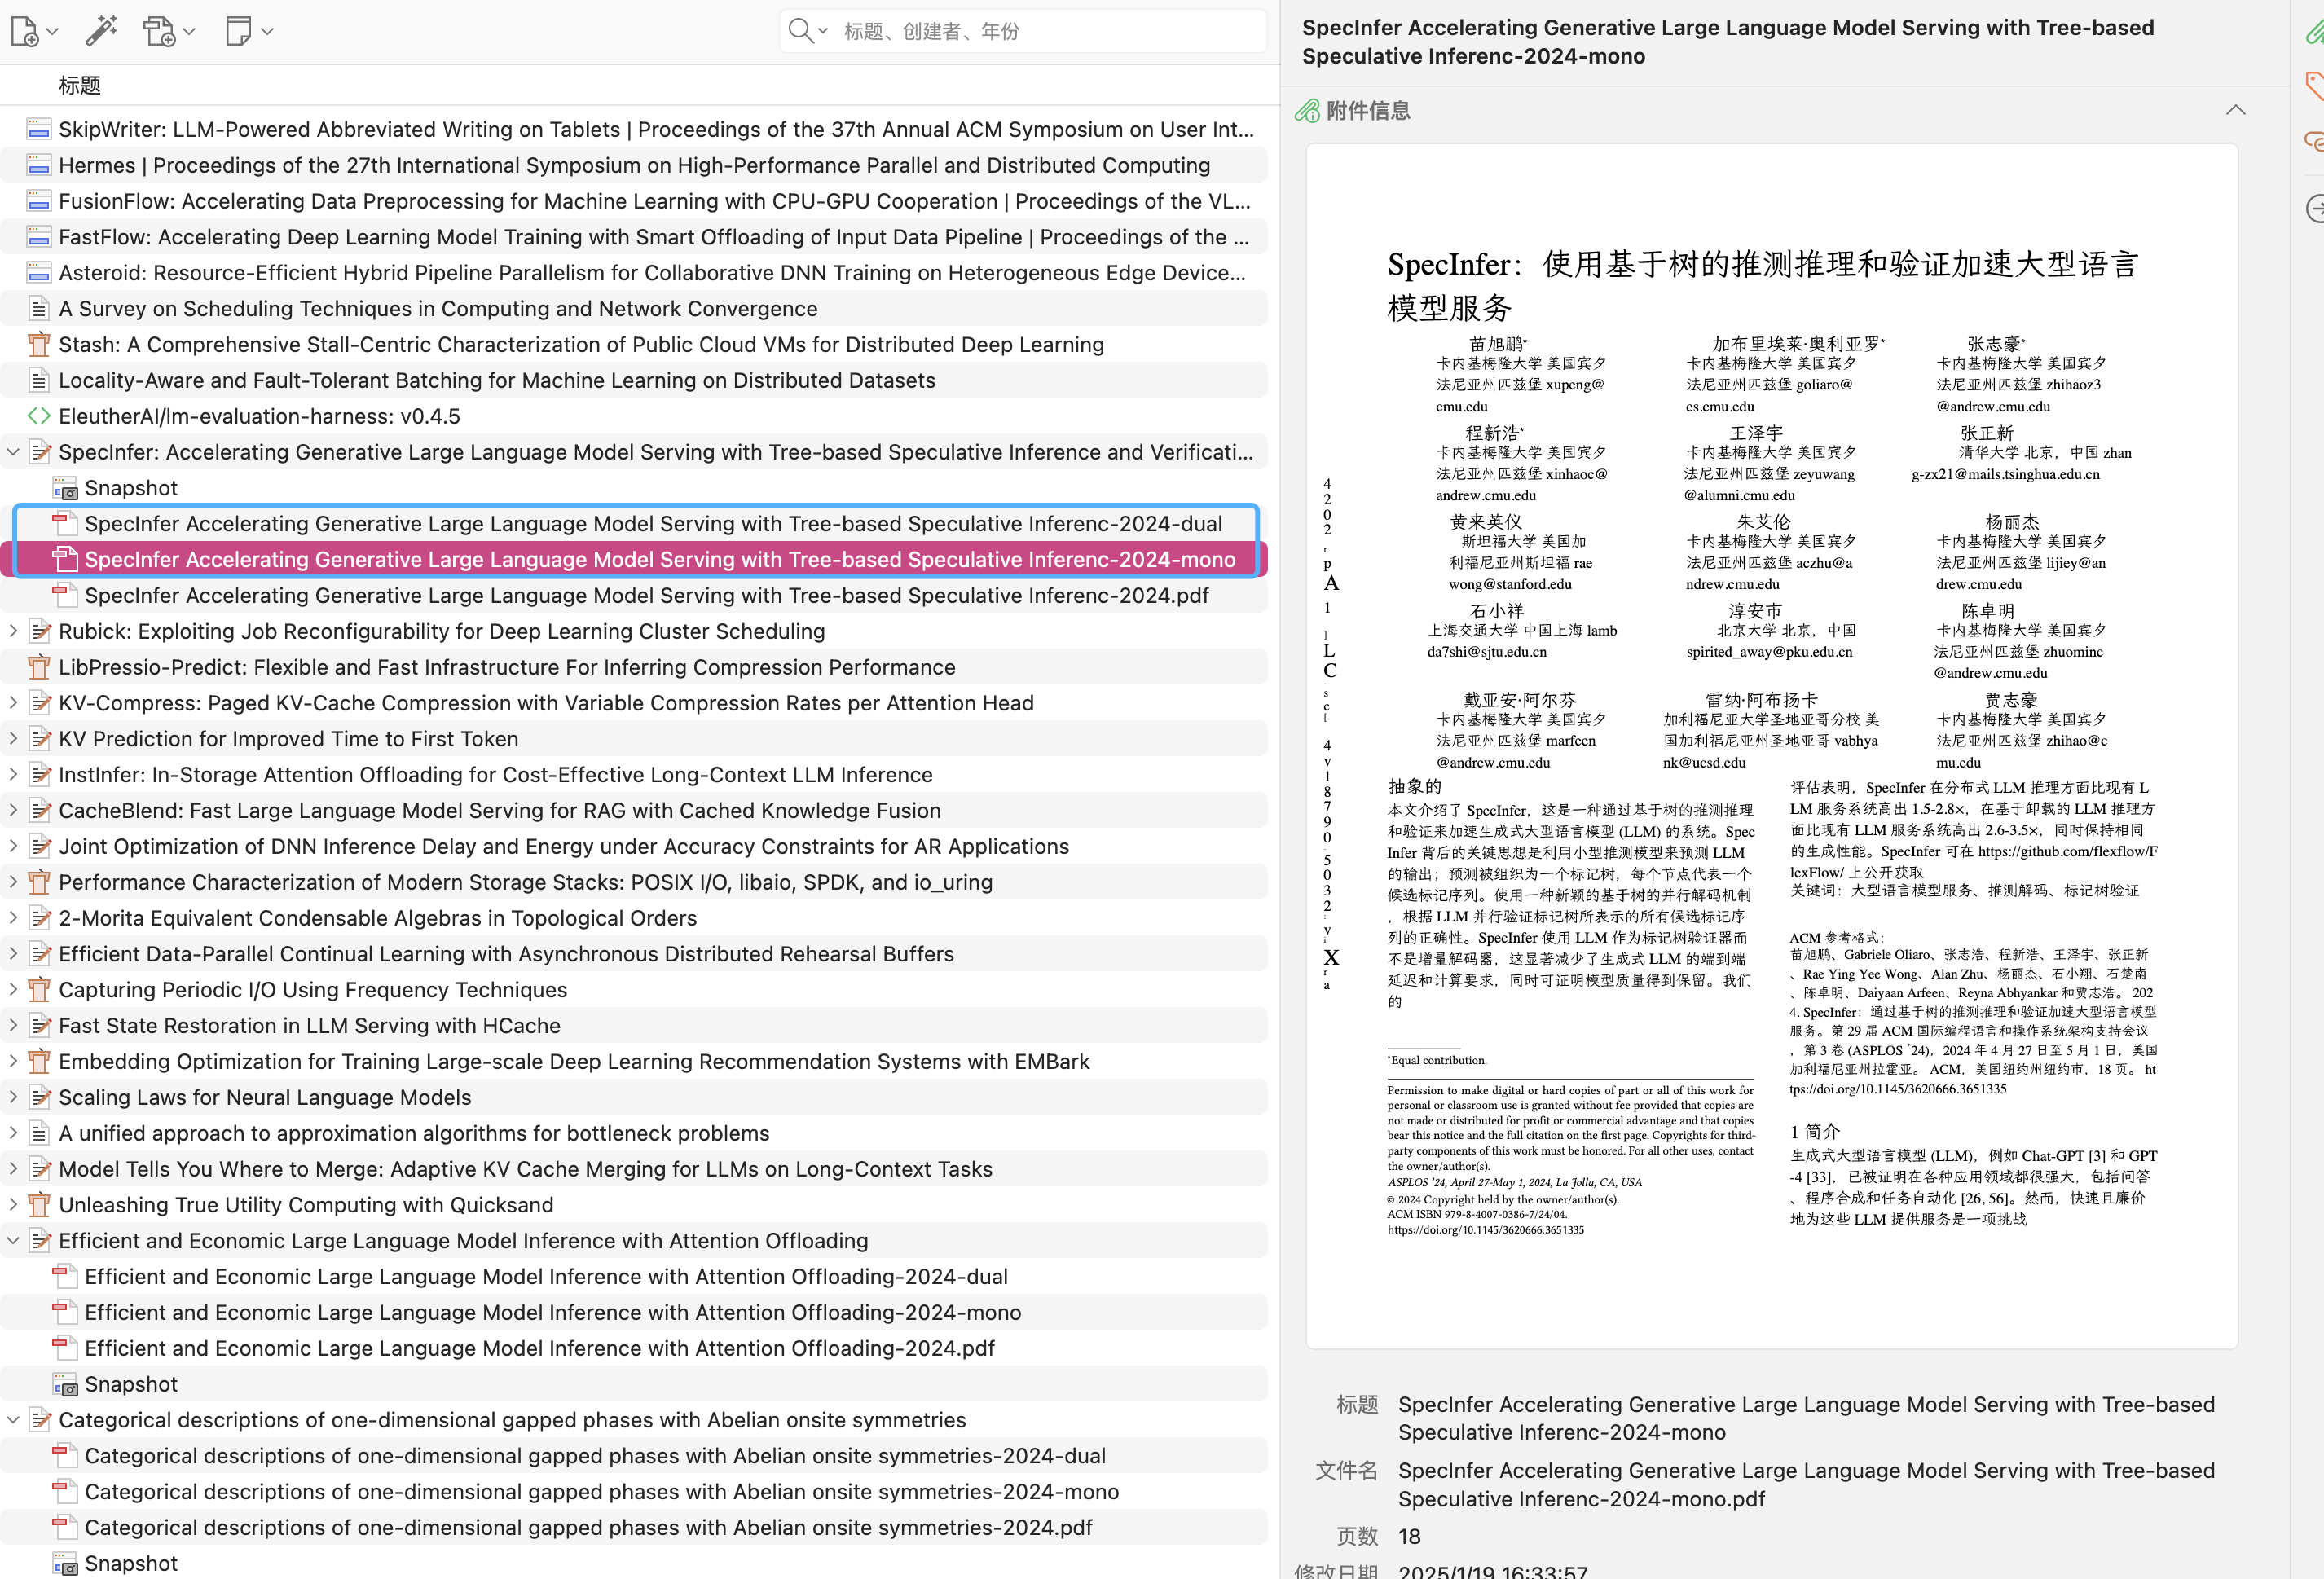 标题、创建者、年份
标题
SkipWriter: LLM-Powered Abbreviated Writing on Tablets | Proceedings of the 37th Annual ACM Symposium on User Int...
Hermes | Proceedings of the 27th International Symposium on High-Performance Parallel and Distributed Computing
FusionFlow: Accelerating Data Preprocessing for Machine Learning with CPU-GPU Cooperation | Proceedings of the VL...
FastFlow: Accelerating Deep Learning Model Training with Smart Offloading of Input Data Pipeline | Proceedings of the ...
Asteroid: Resource-Efficient Hybrid Pipeline Parallelism for Collaborative DNN Training on Heterogeneous Edge Device...
A Survey on Scheduling Techniques in Computing and Network Convergence
Stash: A Comprehensive Stall-Centric Characterization of Public Cloud VMs for Distributed Deep Learning
Locality-Aware and Fault-Tolerant Batching for Machine Learning on Distributed Datasets
EleutherAI/lm-evaluation-harness: v0.4.5
SpecInfer: Accelerating Generative Large Language Model Serving with Tree-based Speculative Inference and Verificati...
Snapshot
SpecInfer Accelerating Generative Large Language Model Serving with Tree-based Speculative Inferenc-2024-dual
SpecInfer Accelerating Generative Large Language Model Serving with Tree-based Speculative Inferenc-2024-mono
SpecInfer Accelerating Generative Large Language Model Serving with Tree-based Speculative Inferenc-2024.pdf
Rubick: Exploiting Job Reconfigurability for Deep Learning Cluster Scheduling
LibPressio-Predict: Flexible and Fast Infrastructure For Inferring Compression Performance
KV-Compress: Paged KV-Cache Compression with Variable Compression Rates per Attention Head
KV Prediction for Improved Time to First Token
InstInfer: In-Storage Attention Offloading for Cost-Effective Long-Context LLM Inference
CacheBlend: Fast Large Language Model Serving for RAG with Cached Knowledge Fusion
Joint Optimization of DNN Inference Delay and Energy under Accuracy Constraints for AR Applications
Performance Characterization of Modern Storage Stacks: POSIX I/O, libaio, SPDK, and io_uring
2-Morita Equivalent Condensable Algebras in Topological Orders
Efficient Data-Parallel Continual Learning with Asynchronous Distributed Rehearsal Buffers
Capturing Periodic I/O Using Frequency Techniques
Fast State Restoration in LLM Serving with HCache
Embedding Optimization for Training Large-scale Deep Learning Recommendation Systems with EMBark
Scaling Laws for Neural Language Models
A unified approach to approximation algorithms for bottleneck problems
Model Tells You Where to Merge: Adaptive KV Cache Merging for LLMs on Long-Context Tasks
Unleashing True Utility Computing with Quicksand
Efficient and Economic Large Language Model Inference with Attention Offloading
Efficient and Economic Large Language Model Inference with Attention Offloading-2024-dual
Efficient and Economic Large Language Model Inference with Attention Offloading-2024-mono
Efficient and Economic Large Language Model Inference with Attention Offloading-2024.pdf
Snapshot
Categorical descriptions of one-dimensional gapped phases with Abelian onsite symmetries
Categorical descriptions of one-dimensional gapped phases with Abelian onsite symmetries-2024-dual
Categorical descriptions of one-dimensional gapped phases with Abelian onsite symmetries-2024-mono
Categorical descriptions of one-dimensional gapped phases with Abelian onsite symmetries-2024.pdf
Snapshot
SpecInfer Accelerating Generative Large Language Model Serving with Tree-based
Speculative Inferenc-2024-mono
附件信息
SpecInfer：使用基于树的推测推理和验证加速大型语言
模型服务
苗旭鹏*
卡内基梅隆大学 美国宾夕
法尼亚州匹兹堡 xupeng@
cmu.edu
加布里埃莱·奥利亚罗*
卡内基梅隆大学 美国宾夕
法尼亚州匹兹堡 goliaro@
cs.cmu.edu
张志豪*
卡内基梅隆大学 美国宾夕
法尼亚州匹兹堡 zhihaoz3
@andrew.cmu.edu
程新浩*
卡内基梅隆大学 美国宾夕
法尼亚州匹兹堡 xinhaoc@
andrew.cmu.edu
王泽宇
卡内基梅隆大学 美国宾夕
法尼亚州匹兹堡 zeyuwang
@alumni.cmu.edu
张正新
清华大学 北京，中国 zhan
g-zx21@mails.tsinghua.edu.cn
黄来英仪
斯坦福大学 美国加
利福尼亚州斯坦福 rae
wong@stanford.edu
朱艾伦
卡内基梅隆大学 美国宾夕
法尼亚州匹兹堡 aczhu@a
ndrew.cmu.edu
杨丽杰
卡内基梅隆大学 美国宾夕
法尼亚州匹兹堡 lijiey@an
drew.cmu.edu
石小祥
上海交通大学 中国上海 lamb
da7shi@sjtu.edu.cn
淳安市
北京大学 北京，中国
spirited_away@pku.edu.cn
陈卓明
卡内基梅隆大学 美国宾夕
法尼亚州匹兹堡 zhuominc
@andrew.cmu.edu
戴亚安·阿尔芬
卡内基梅隆大学 美国宾夕
法尼亚州匹兹堡 marfeen
@andrew.cmu.edu
雷纳·阿布扬卡
加利福尼亚大学圣地亚哥分校 美
国加利福尼亚州圣地亚哥 vabhya
nk@ucsd.edu
贾志豪
卡内基梅隆大学 美国宾夕
法尼亚州匹兹堡 zhihao@c
mu.edu
抽象的
本文介绍了 SpecInfer，这是一种通过基于树的推测推理
和验证来加速生成式大型语言模型 (LLM) 的系统。Spec
Infer 背后的关键思想是利用小型推测模型来预测 LLM
的输出；预测被组织为一个标记树，每个节点代表一个
候选标记序列。使用一种新颖的基于树的并行解码机制
，根据 LLM 并行验证标记树所表示的所有候选标记序
列的正确性。SpecInfer 使用 LLM 作为标记树验证器而
不是增量解码器，这显著减少了生成式 LLM 的端到端
延迟和计算要求，同时可证明模型质量得到保留。我们
的
*Equal contribution.
Permission to make digital or hard copies of part or all of this work for
personal or classroom use is granted without fee provided that copies are
not made or distributed for profit or commercial advantage and that copies
bear this notice and the full citation on the first page. Copyrights for third-
party components of this work must be honored. For all other uses, contact
the owner/author(s).
ASPLOS ’24, April 27-May 1, 2024, La Jolla, CA, USA
© 2024 Copyright held by the owner/author(s).
ACM ISBN 979-8-4007-0386-7/24/04.
https://doi.org/10.1145/3620666.3651335
评估表明，SpecInfer 在分布式 LLM 推理方面比现有 L
LM 服务系统高出 1.5-2.8×，在基于卸载的 LLM 推理方
面比现有 LLM 服务系统高出 2.6-3.5×，同时保持相同
的生成性能。SpecInfer 可在 https://github.com/flexflow/F
lexFlow/ 上公开获取
关键词：大型语言模型服务、推测解码、标记树验证
ACM 参考格式：
苗旭鹏、Gabriele Oliaro、张志浩、程新浩、王泽宇、张正新
、Rae Ying Yee Wong、Alan Zhu、杨丽杰、石小翔、石楚南
、陈卓明、Daiyaan Arfeen、Reyna Abhyankar 和贾志浩。 202
4. SpecInfer：通过基于树的推测推理和验证加速大型语言模型
服务。第 29 届 ACM 国际编程语言和操作系统架构支持会议
，第 3 卷 (ASPLOS ’24)，2024 年 4 月 27 日至 5 月 1 日，美国
加利福尼亚州拉霍亚。 ACM，美国纽约州纽约市，18 页。 ht
tps://doi.org/10.1145/3620666.3651335
1 简介
生成式大型语言模型 (LLM)，例如 Chat-GPT [3] 和 GPT
-4 [33]，已被证明在各种应用领域都很强大，包括问答
、程序合成和任务自动化 [26, 56]。然而，快速且廉价
地为这些 LLM 提供服务是一项挑战
标题 SpecInfer Accelerating Generative Large Language Model Serving with Tree-based
Speculative Inferenc-2024-mono
文件名 SpecInfer Accelerating Generative Large Language Model Serving with Tree-based
Speculative Inferenc-2024-mono.pdf
页数 18
修改日期 2025/1/19 16:33:57